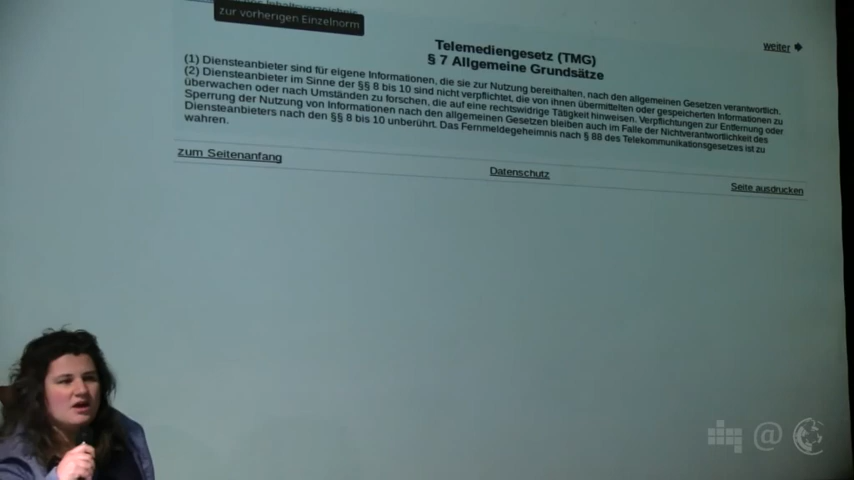 zur vorherigen Einzelnorm
weiter
Telemediengesetz (TMG)
§ 7 Allgemeine Grundsätze
(1) Diensteanbieter sind für eigene Informationen, die sie zur Nutzung bereithalten, nach den allgemeinen Gesetzen verantwortlich.
(2) Diensteanbieter im Sinne der §§ 8 bis 10 sind nicht verpflichtet, die von ihnen übermittelten oder gespeicherten Informationen zu
überwachen oder nach Umständen zu forschen, die auf eine rechtswidrige Tätigkeit hinweisen. Verpflichtungen zur Entfernung oder
Sperrung der Nutzung von Informationen nach den allgemeinen Gesetzen bleiben auch im Falle der Nichtverantwortlichkeit des
Diensteanbieters nach den §§ 8 bis 10 unberührt. Das Fernmeldegeheimnis nach § 88 des Telekommunikationsgesetzes ist zu
wahren.
zum Seitenanfang
Datenschutz
Seite ausdrucken
@